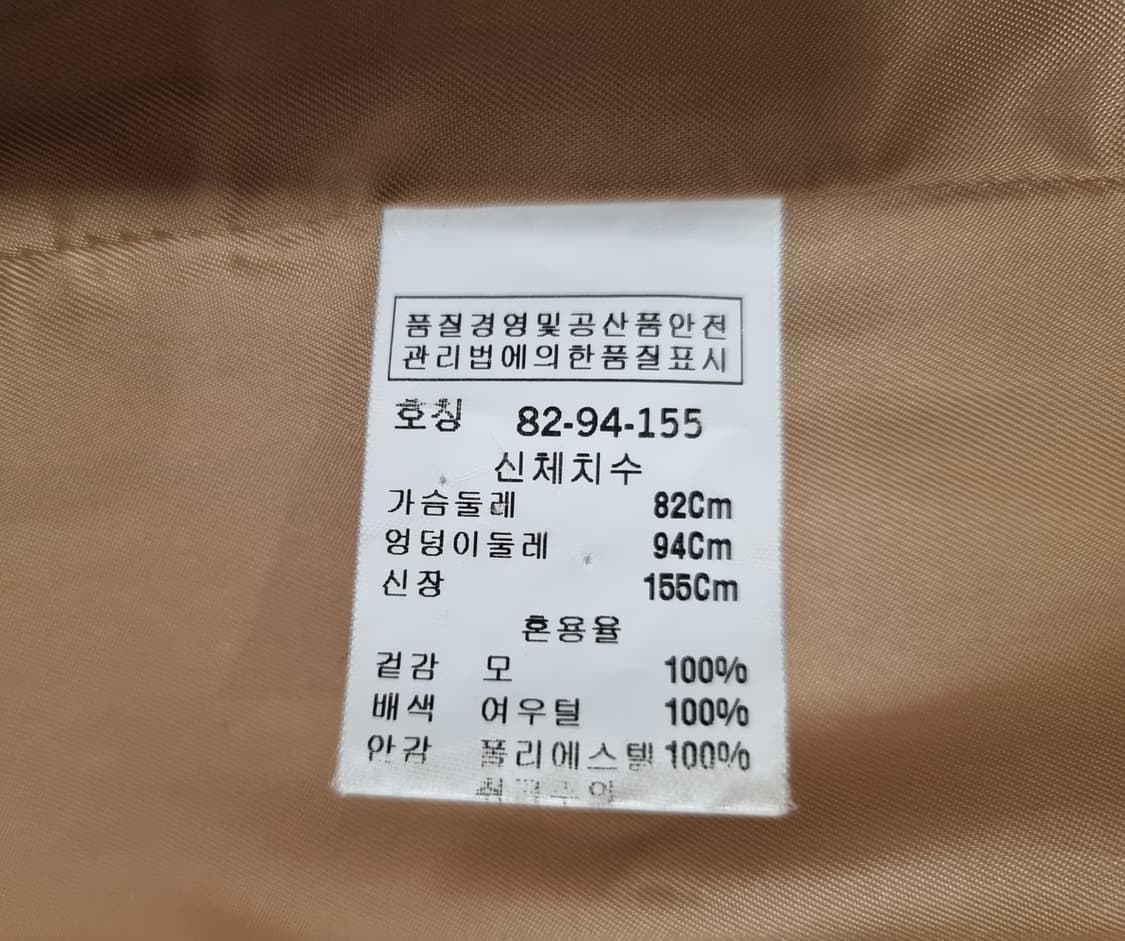 품질경영및공산품안전
관리법에의한품질표시
호칭 82-94-155
신체치수
가슴둘레 82Cm
엉덩이둘레 94Cm
신장 155Cm
혼용율
겉감 모 100%
배색 여우털 100%
안감 폴리에스텔 100%